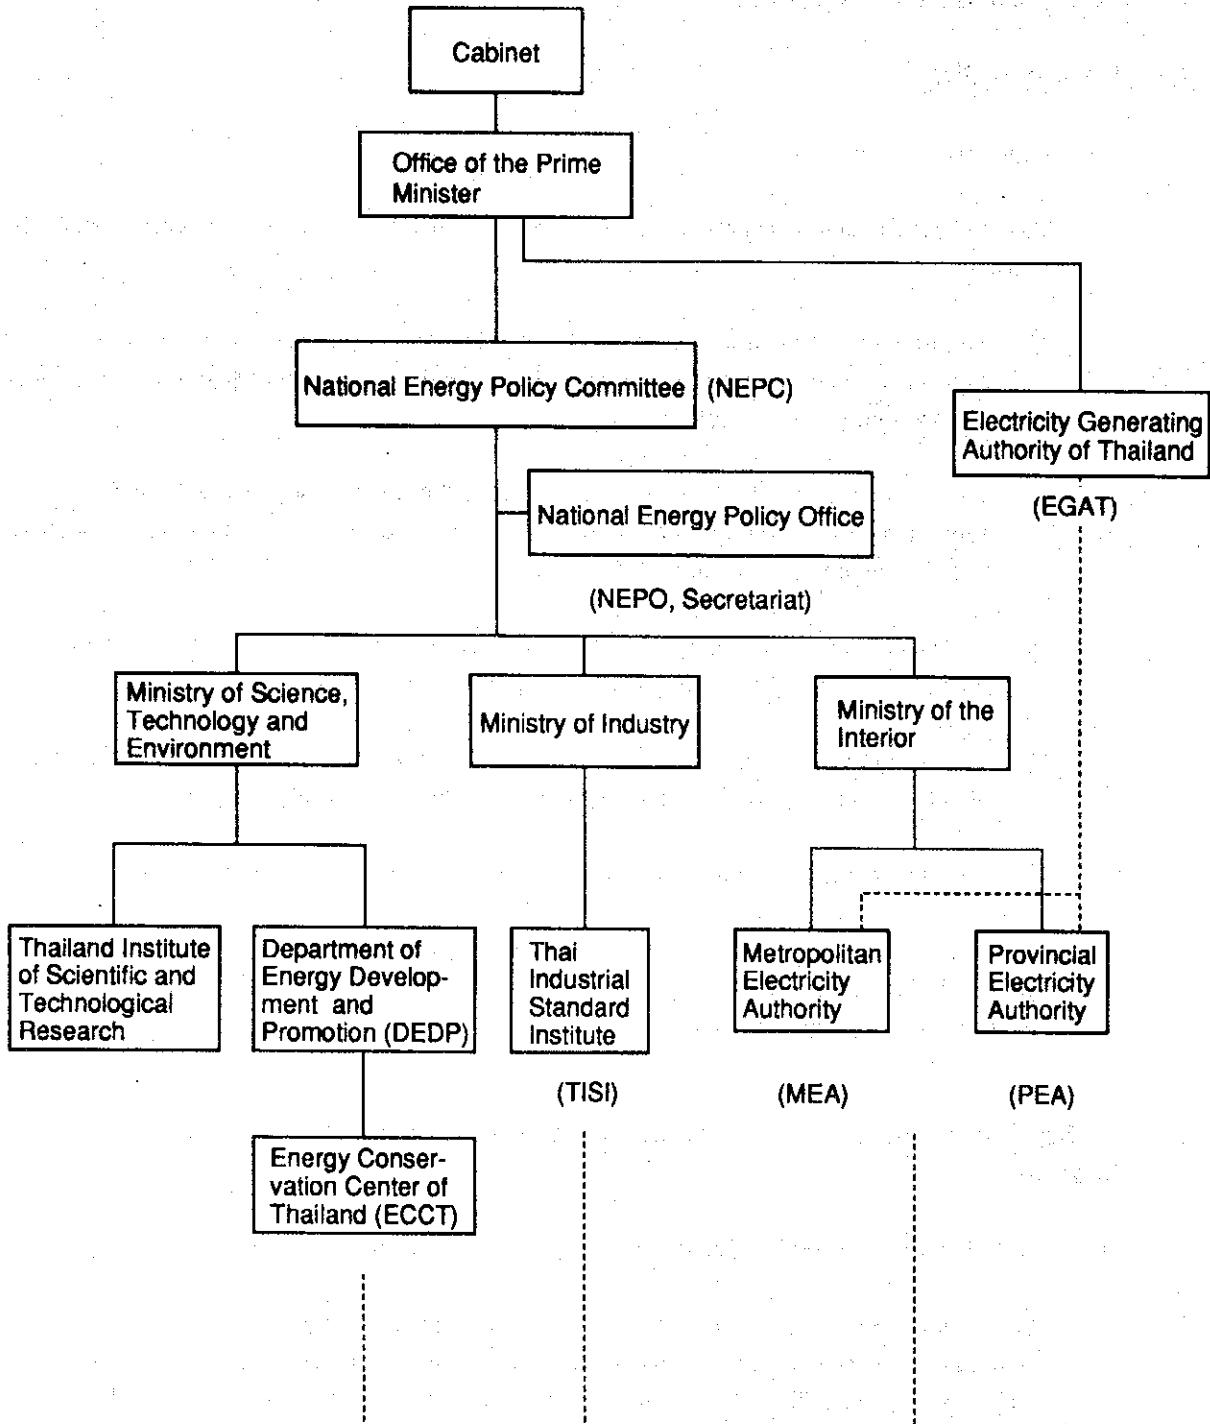 Cabinet
Office of the Prime
Minister
National Energy Policy Committee (NEPC)
Electricity Generating
Authority of Thailand
(EGAT)
National Energy Policy Office
(NEPO, Secretariat)
Ministry of Science,
Technology and
Environment
Ministry of Industry
Ministry of the
Interior
Thailand Institute
of Scientific and
Technological
Research
Department of
Energy Develop-
ment and
Promotion (DEDP)
Thai
Industrial
Standard
Institute
(TISI)
Metropolitan
Electricity
Authority
(MEA)
Provincial
Electricity
Authority
(PEA)
Energy Conser-
vation Center of
Thailand (ECCT)